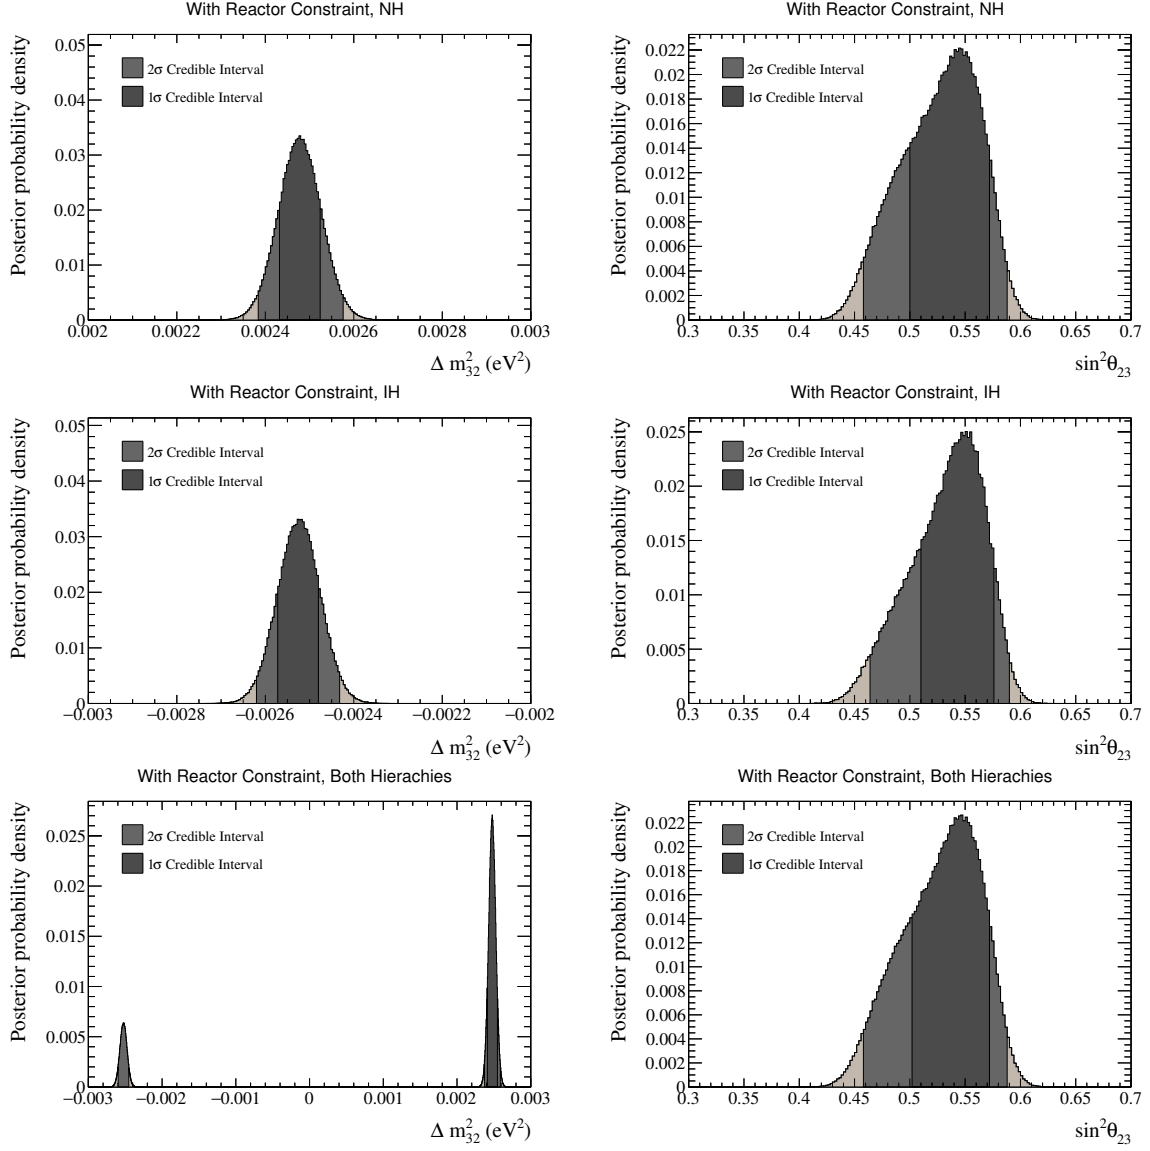 With Reactor Constraint, NH
Posterior probability density
0.05
0.04
0.03
0.02
0.01
0
2σ Credible Interval
1σ Credible Interval
0.002 0.0022 0.0024 0.0026 0.0028 0.003
Δ m²₃₂ (eV²)
With Reactor Constraint, NH
Posterior probability density
0.022
0.02
0.018
0.016
0.014
0.012
0.01
0.008
0.006
0.004
0.002
0
2σ Credible Interval
1σ Credible Interval
0.3 0.35 0.4 0.45 0.5 0.55 0.6 0.65 0.7
sin²θ₂₃
With Reactor Constraint, IH
Posterior probability density
0.05
0.04
0.03
0.02
0.01
0
2σ Credible Interval
1σ Credible Interval
−0.003 −0.0028 −0.0026 −0.0024 −0.0022 −0.002
Δ m²₃₂ (eV²)
With Reactor Constraint, IH
Posterior probability density
0.025
0.02
0.015
0.01
0.005
0
2σ Credible Interval
1σ Credible Interval
0.3 0.35 0.4 0.45 0.5 0.55 0.6 0.65 0.7
sin²θ₂₃
With Reactor Constraint, Both Hierachies
Posterior probability density
0.025
0.02
0.015
0.01
0.005
0
2σ Credible Interval
1σ Credible Interval
−0.003 −0.002 −0.001 0 0.001 0.002 0.003
Δ m²₃₂ (eV²)
With Reactor Constraint, Both Hierachies
Posterior probability density
0.022
0.02
0.018
0.016
0.014
0.012
0.01
0.008
0.006
0.004
0.002
0
2σ Credible Interval
1σ Credible Interval
0.3 0.35 0.4 0.45 0.5 0.55 0.6 0.65 0.7
sin²θ₂₃